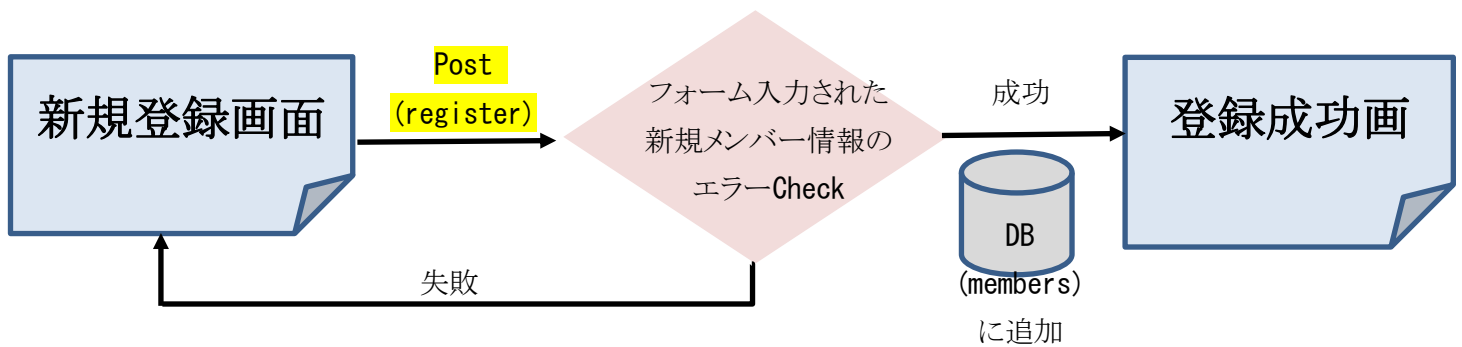 新規登録画面
Post
(register)
フォーム入力された
新規メンバー情報の
エラーCheck
成功
登録成功画
DB
(members)
に追加
失敗